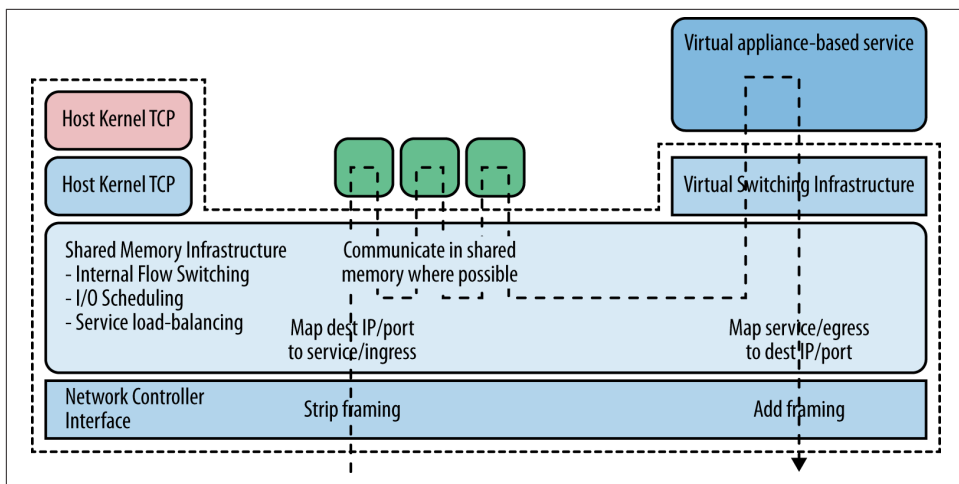 Virtual appliance-based service
Host Kernel TCP
Host Kernel TCP
Virtual Switching Infrastructure
Shared Memory Infrastructure
- Internal Flow Switching
- I/O Scheduling
- Service load-balancing
Communicate in shared
memory where possible
Map dest IP/port
to service/ingress
Map service/egress
to dest IP/port
Network Controller
Interface
Strip framing
Add framing